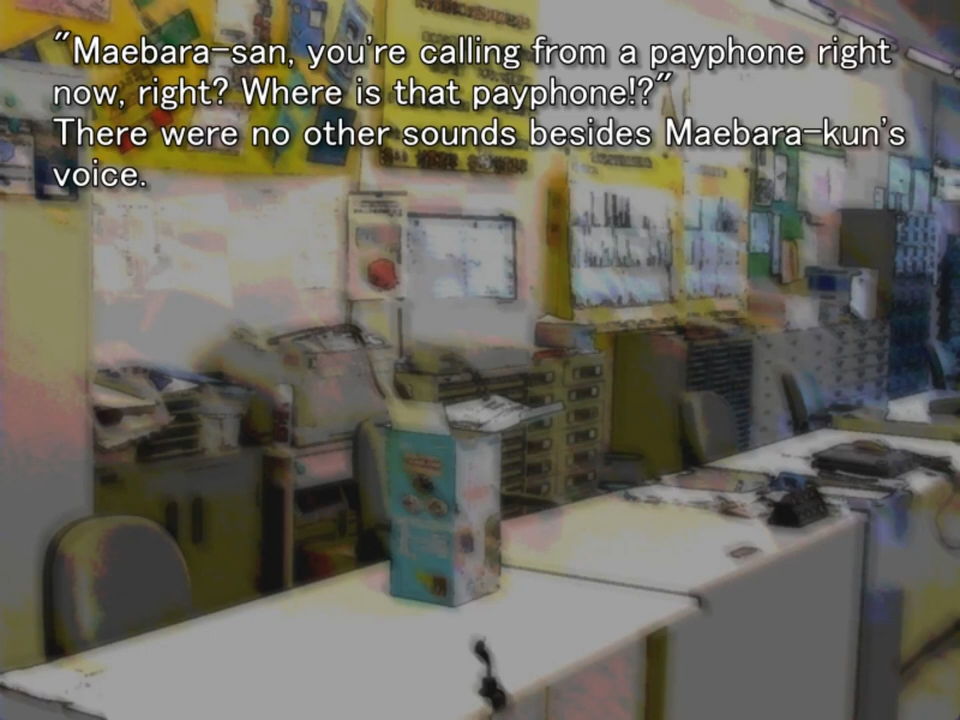 "Maebara-san, you're calling from a payphone right
now, right? Where is that payphone!?"
There were no other sounds besides Maebara-kun's
voice.